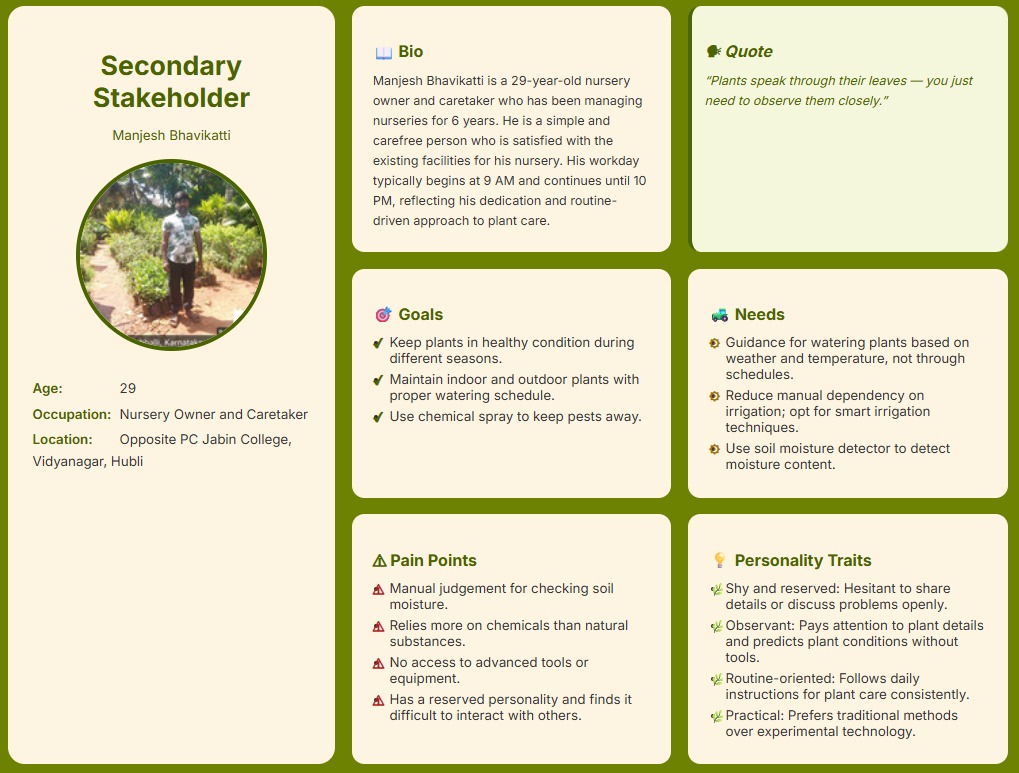 Secondary
Stakeholder
Manjesh Bhavikatti
Age: 29
Occupation: Nursery Owner and Caretaker
Location: Opposite PC Jabin College,
Vidyanagar, Hubli
Bio
Manjesh Bhavikatti is a 29-year-old nursery
owner and caretaker who has been managing
nurseries for 6 years. He is a simple and
carefree person who is satisfied with the
existing facilities for his nursery. His workday
typically begins at 9 AM and continues until 10
PM, reflecting his dedication and routine-
driven approach to plant care.
Quote
“Plants speak through their leaves — you just
need to observe them closely.”
Goals
Keep plants in healthy condition during
different seasons.
Maintain indoor and outdoor plants with
proper watering schedule.
Use chemical spray to keep pests away.
Needs
Guidance for watering plants based on
weather and temperature, not through
schedules.
Reduce manual dependency on
irrigation; opt for smart irrigation
techniques.
Use soil moisture detector to detect
moisture content.
Pain Points
Manual judgement for checking soil
moisture.
Relies more on chemicals than natural
substances.
No access to advanced tools or
equipment.
Has a reserved personality and finds it
difficult to interact with others.
Personality Traits
Shy and reserved: Hesitant to share
details or discuss problems openly.
Observant: Pays attention to plant details
and predicts plant conditions without
tools.
Routine-oriented: Follows daily
instructions for plant care consistently.
Practical: Prefers traditional methods
over experimental technology.